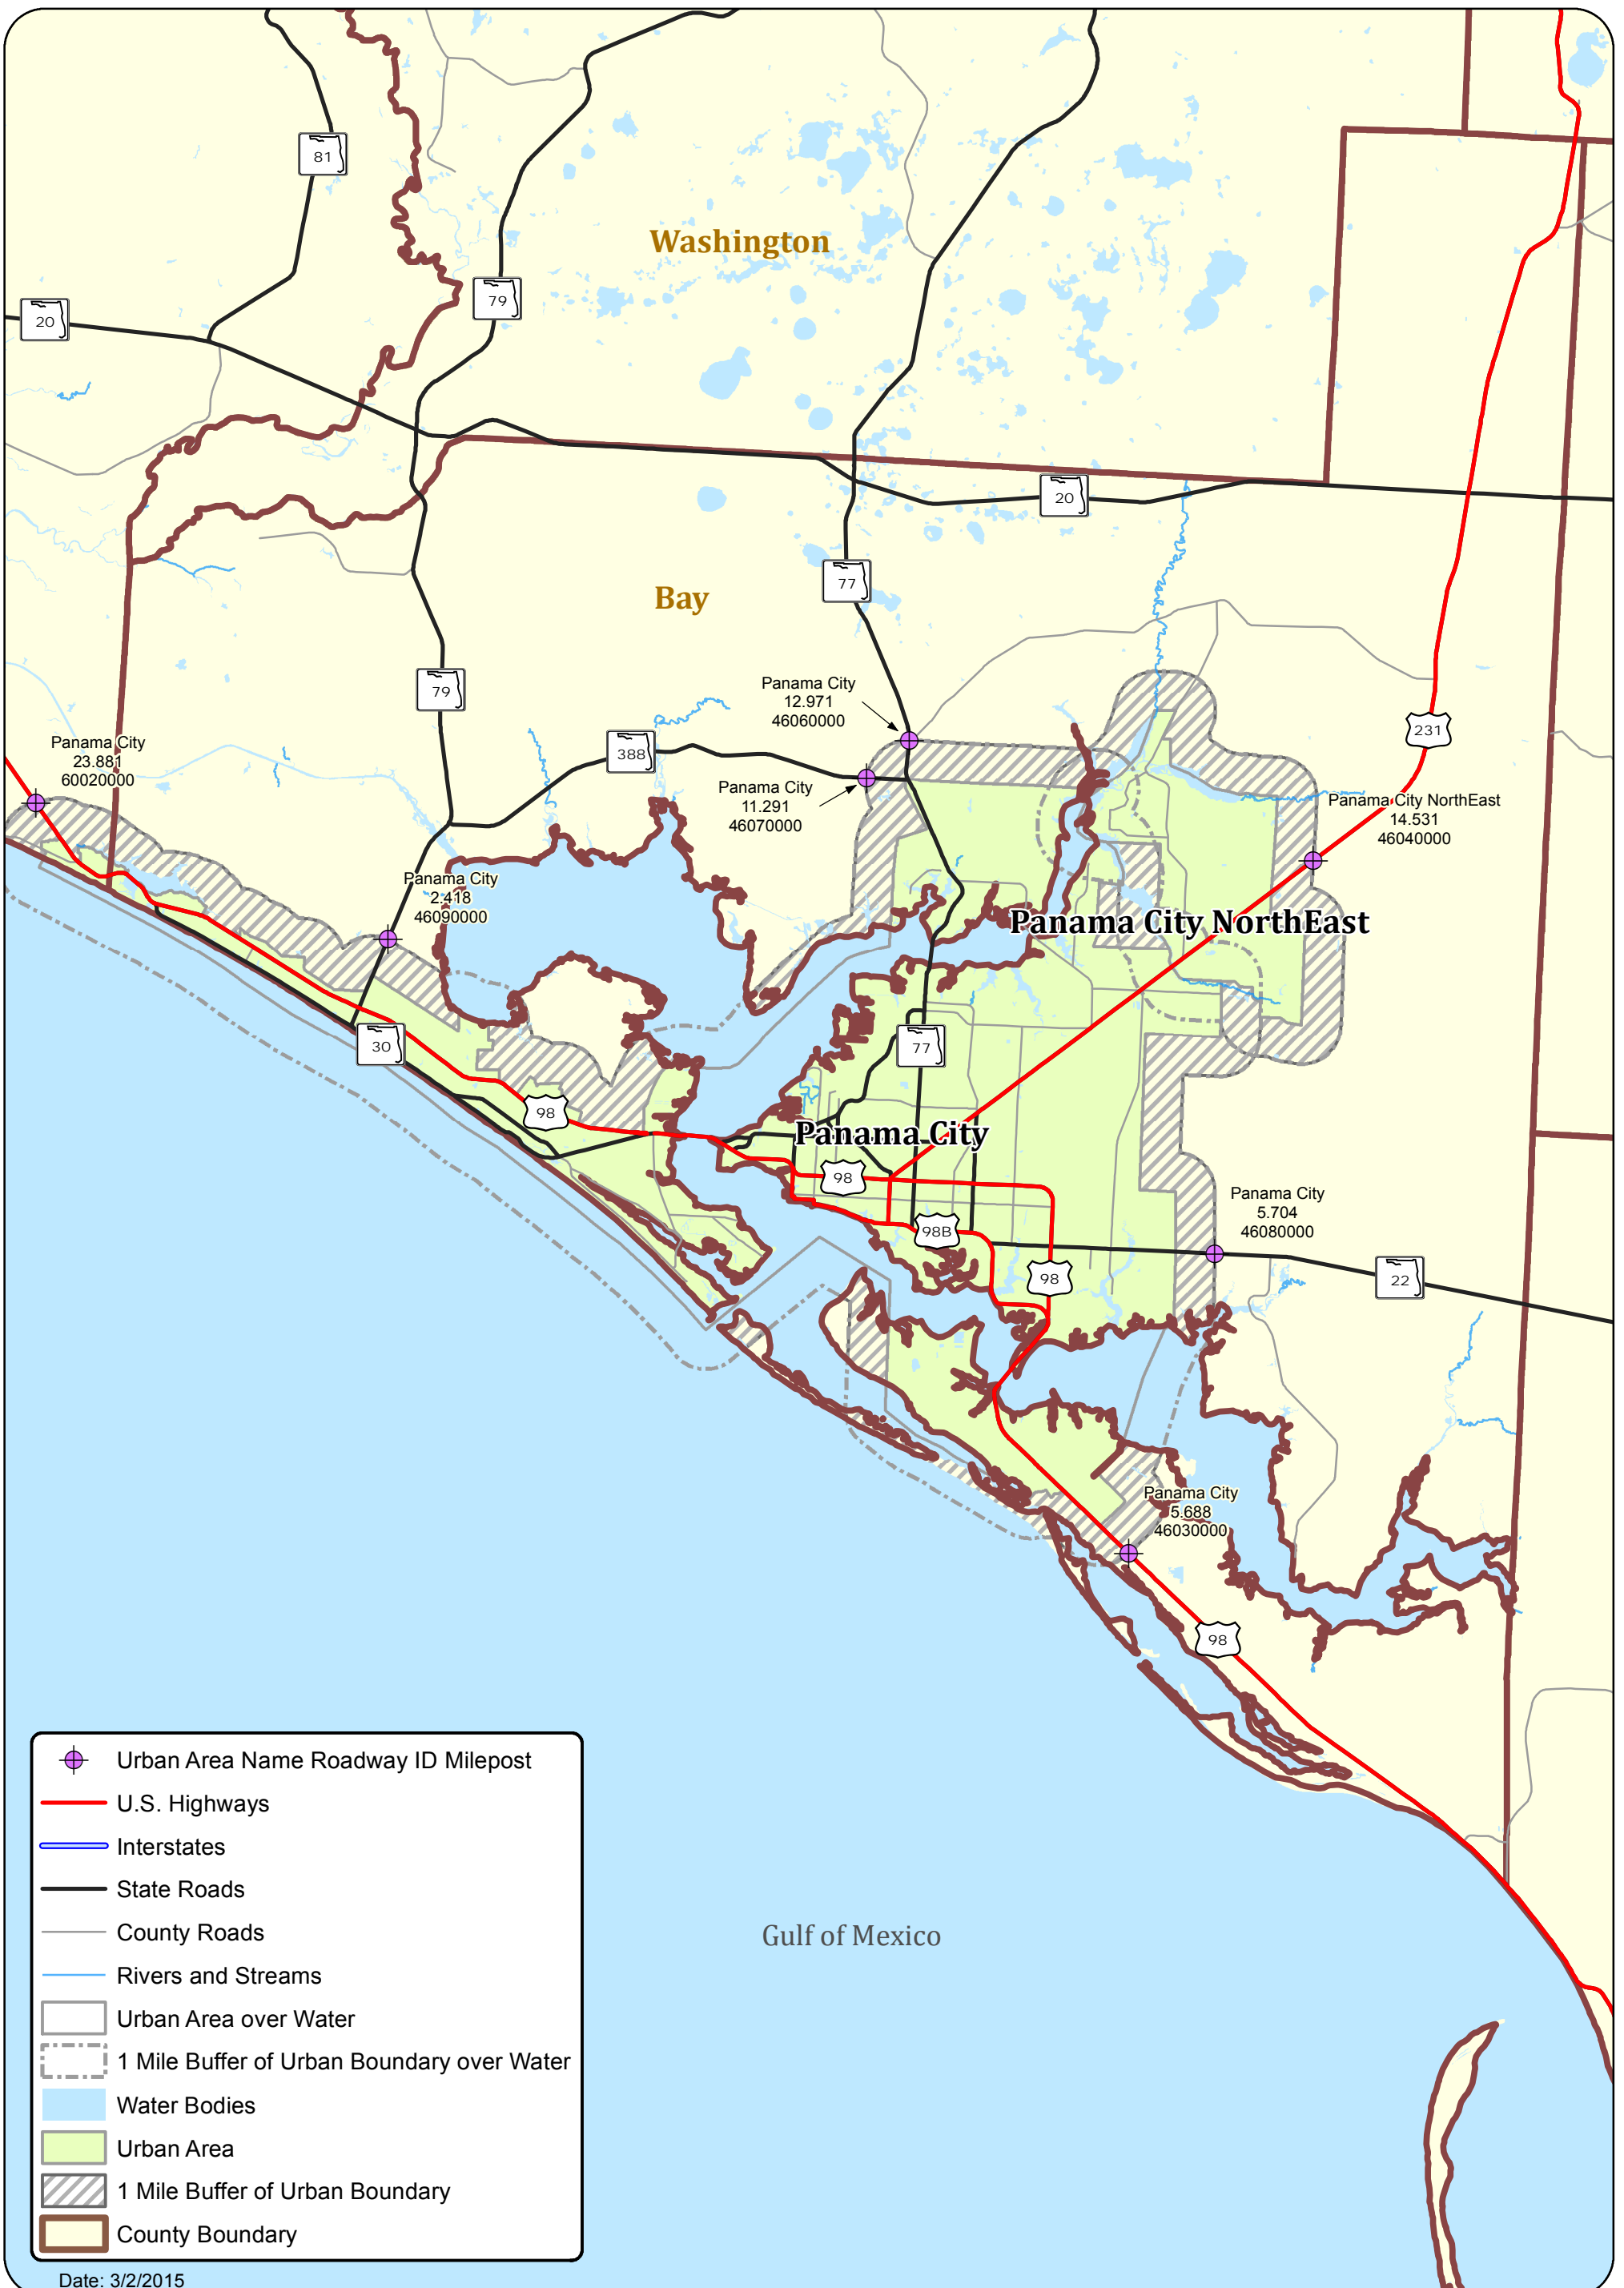 81
Washington
79
20
20
77
Bay
79
Panama City
12.971
46060000
231
Panama City
23.881
60020000
388
Panama City
11.291
46070000
Panama City NorthEast
14.531
46040000
Panama City
2.418
46090000
Panama City NorthEast
30
77
98
Panama City
98
98B
Panama City
5.704
46080000
98
22
Panama City
5.688
46030000
98
Urban Area Name Roadway ID Milepost
U.S. Highways
Interstates
State Roads
County Roads
Rivers and Streams
Urban Area over Water
1 Mile Buffer of Urban Boundary over Water
Water Bodies
Urban Area
1 Mile Buffer of Urban Boundary
County Boundary
Gulf of Mexico
Date: 3/2/2015